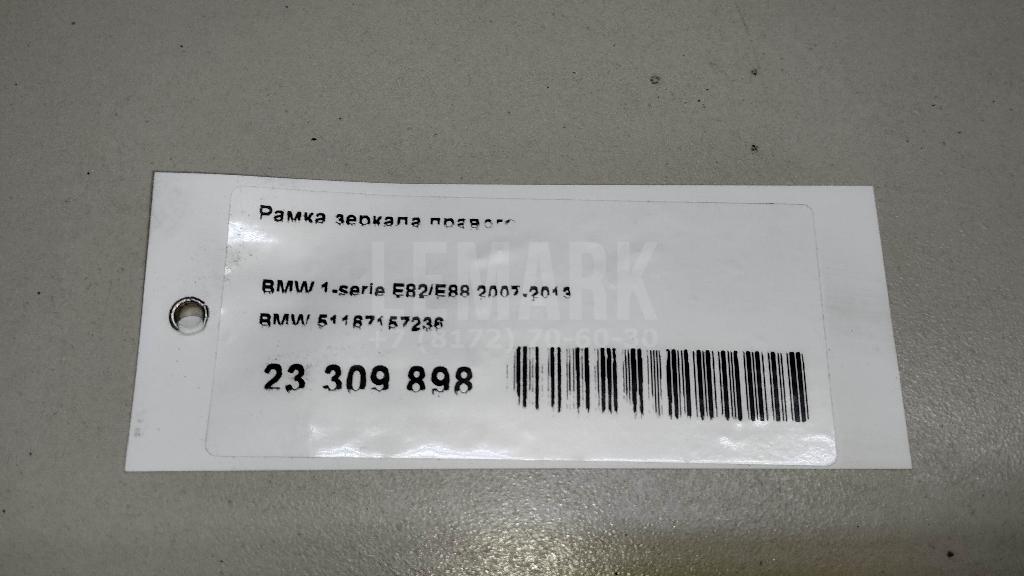 Рамка зеркала правого
LEMARK
BMW 1-serie E82/E88 2007-2013
BMW 51167157236
+7 (8172) 70-60-30
23 309 898